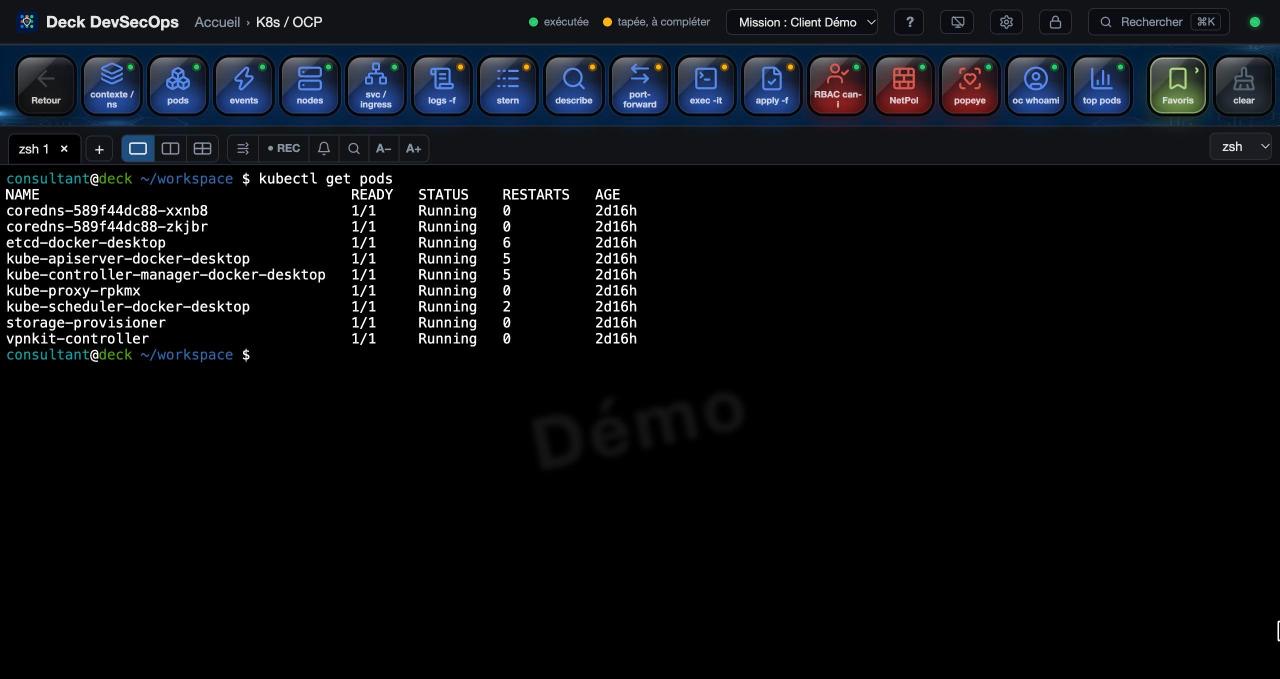 Deck DevSecOps Accueil › K8s / OCP exécutée tapée, à compléter Mission : Client Démo ? Rechercher ⌘K
Retour
contexte / ns
pods
events
nodes
svc / ingress
logs -f
stern
describe
port-forward
exec -it
apply -f
RBAC can-i
NetPol
popeye
oc whoami
top pods
Favoris
clear
zsh 1 × + • REC A− A+ zsh
consultant@deck ~/workspace $ kubectl get pods
NAME READY STATUS RESTARTS AGE
coredns-589f44dc88-xxnb8 1/1 Running 0 2d16h
coredns-589f44dc88-zkjbr 1/1 Running 0 2d16h
etcd-docker-desktop 1/1 Running 6 2d16h
kube-apiserver-docker-desktop 1/1 Running 5 2d16h
kube-controller-manager-docker-desktop 1/1 Running 5 2d16h
kube-proxy-rpkmx 1/1 Running 0 2d16h
kube-scheduler-docker-desktop 1/1 Running 2 2d16h
storage-provisioner 1/1 Running 0 2d16h
vpnkit-controller 1/1 Running 0 2d16h
consultant@deck ~/workspace $
Démo